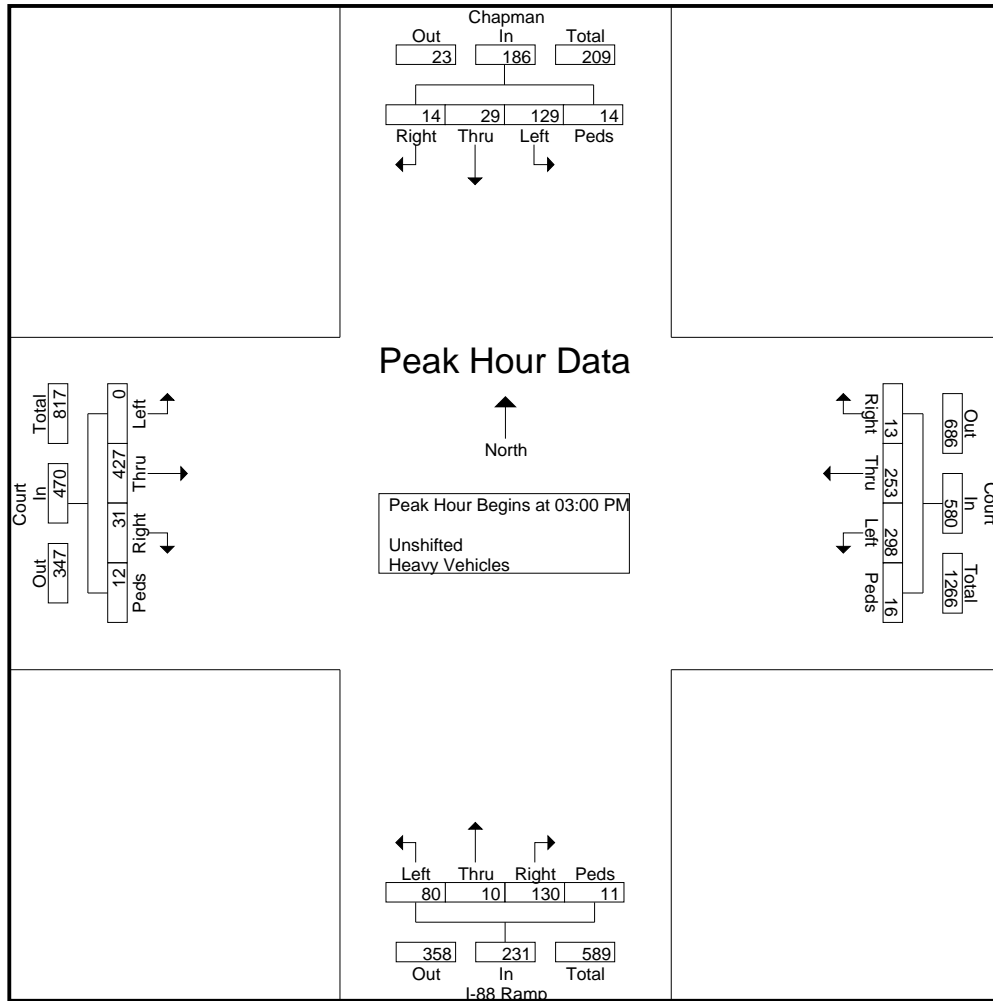 Chapman
Out In Total
23 186 209
14 29 129 14
Right Thru Left Peds
Peak Hour Data
North
Peak Hour Begins at 03:00 PM
Unshifted
Heavy Vehicles
Court
Out In Total
347 470 817
12 31 427 0
Peds Right Thru Left
Court
Out In Total
686 580 1266
13 253 298 16
Right Thru Left Peds
Left Thru Right Peds
80 10 130 11
358 231 589
Out In Total
I-88 Ramp